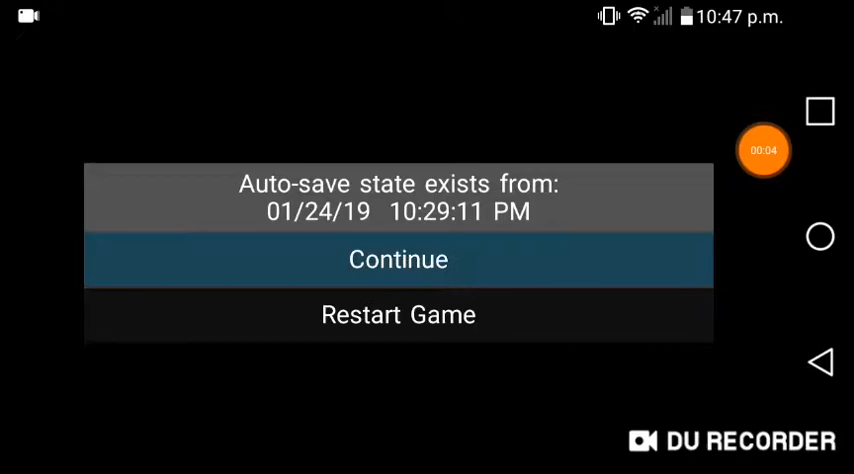 10:47 p.m.
00:04
Auto-save state exists from:
01/24/19 10:29:11 PM
Continue
Restart Game
DU RECORDER